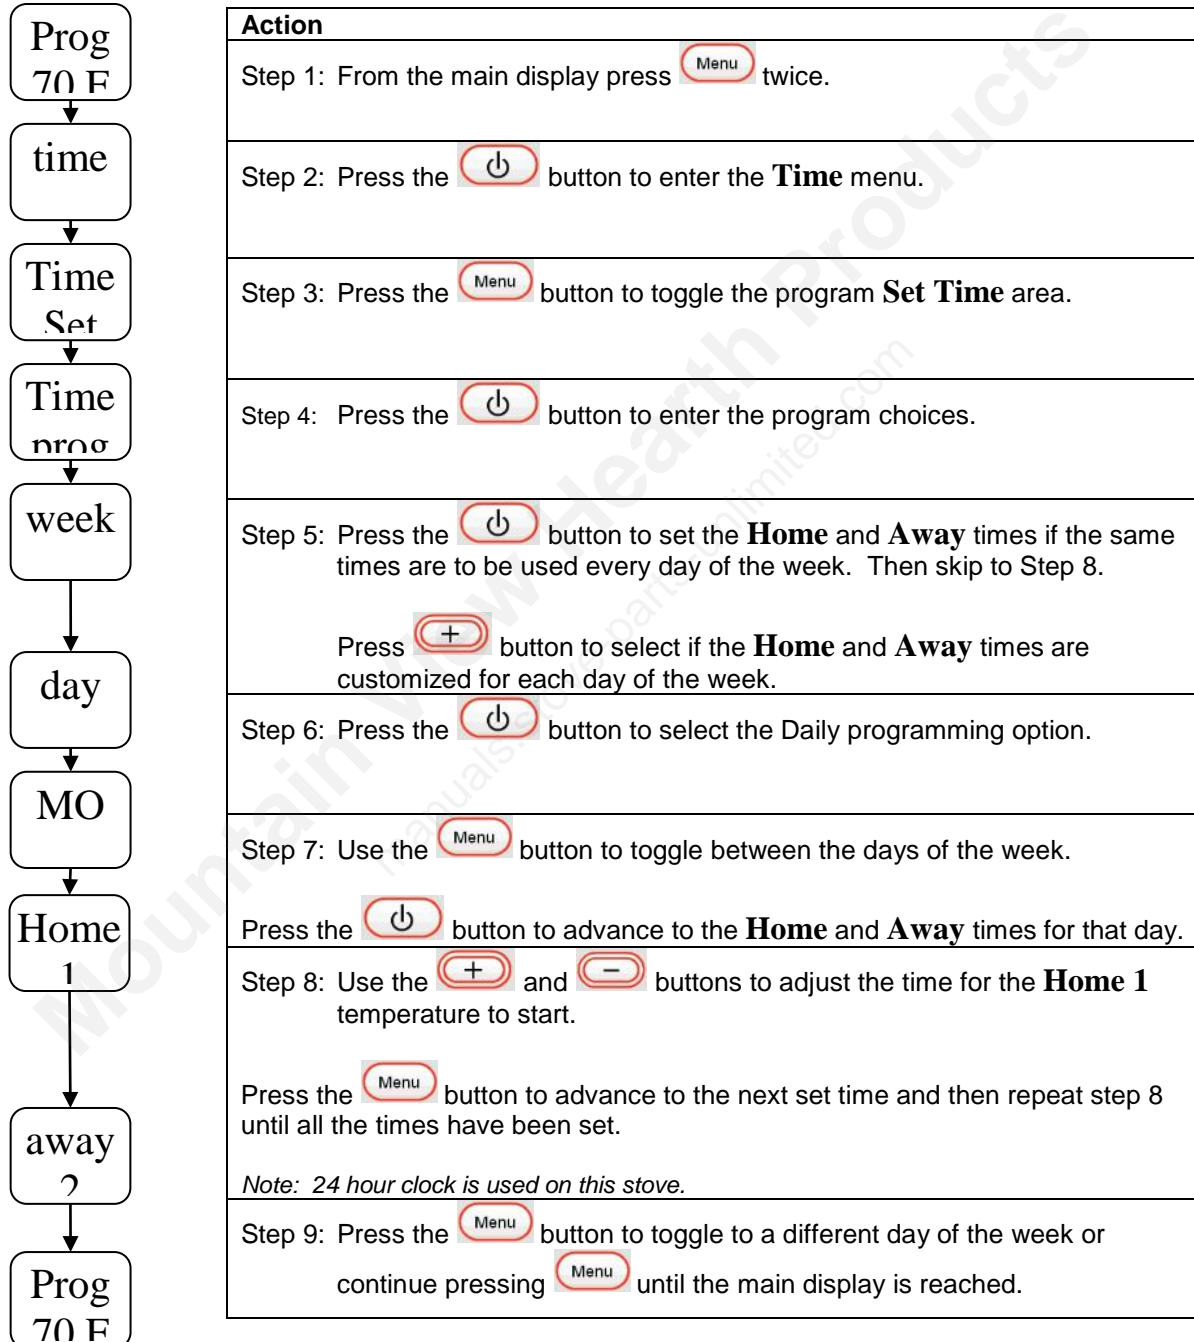 Prog
70 F
time
Time
Set
Time
prog
week
day
MO
Home
1
away
2
Prog
70 F
Action
Step 1: From the main display press Menu twice.
Step 2: Press the button to enter the Time menu.
Step 3: Press the Menu button to toggle the program Set Time area.
Step 4: Press the button to enter the program choices.
Step 5: Press the button to set the Home and Away times if the same
times are to be used every day of the week. Then skip to Step 8.
Press + button to select if the Home and Away times are
customized for each day of the week.
Step 6: Press the button to select the Daily programming option.
Step 7: Use the Menu button to toggle between the days of the week.
Press the button to advance to the Home and Away times for that day.
Step 8: Use the + and − buttons to adjust the time for the Home 1
temperature to start.
Press the Menu button to advance to the next set time and then repeat step 8
until all the times have been set.
Note: 24 hour clock is used on this stove.
Step 9: Press the Menu button to toggle to a different day of the week or
continue pressing Menu until the main display is reached.
Mountain View Hearth Products
manuals.stove-parts-unlimited.com